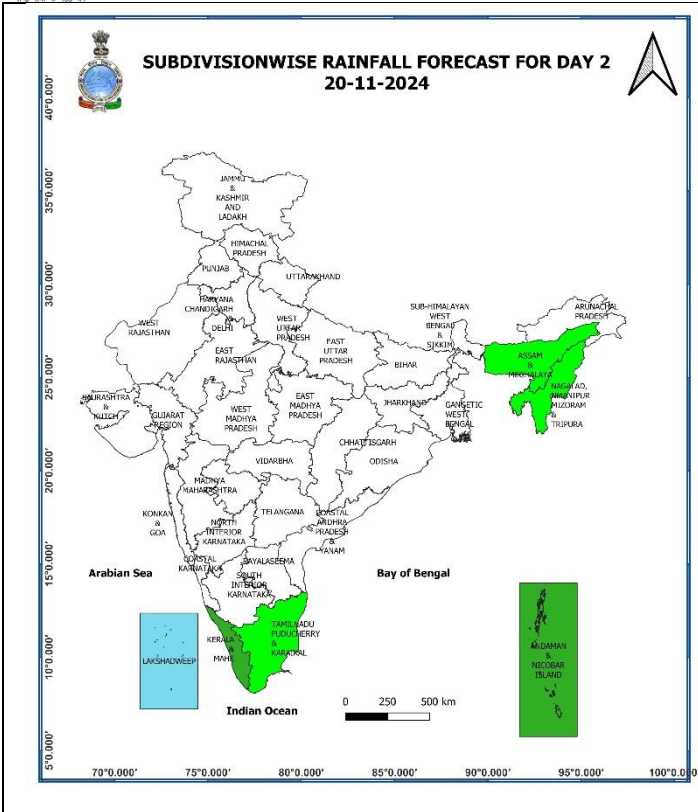 SUBDIVISIONWISE RAINFALL FORECAST FOR DAY 2
20-11-2024
40°0.000'
35°0.000'
30°0.000'
25°0.000'
20°0.000'
15°0.000'
10°0.000'
5°0.000'
JAMMU
&
KASHMIR
AND
LADAKH
HIMACHAL
PRADESH
PUNJAB
UTTARAKHAND
HARYANA
CHANDIGARH
&
DELHI
WEST
RAJASTHAN
EAST
RAJASTHAN
WEST
UTTAR
PRADESH
EAST
UTTAR
PRADESH
SUB-HIMALAYAN
WEST
BENGAL
&
SIKKIM
ARUNACHAL
PRADESH
ASSAM
&
MEGHALAYA
MIZORAM
&
TRIPURA
BIHAR
JHARKHAND
GANGETIC
WEST
BENGAL
SAURASHTRA
&
KUTCH
GUJARAT
REGION
WEST
MADHYA
PRADESH
EAST
MADHYA
PRADESH
CHHATTISGARH
ODISHA
VIDARBHA
MADHYA
MAHARASHTRA
KONKAN
&
GOA
TELANGANA
NORTH
INTERIOR
KARNATAKA
COASTAL
ANDHRA
PRADESH
&
YANAM
COASTAL
KARNATAKA
RAYALASEEMA
SOUTH
INTERIOR
KARNATAKA
Arabian Sea
Bay of Bengal
LAKSHADWEEP
KERALA
&
MAHE
TAMILNADU
PUDUCHERRY
&
KARAIKAL
ANDAMAN
&
NICOBAR
ISLAND
0 250 500 km
Indian Ocean
70°0.000' 75°0.000' 80°0.000' 85°0.000' 90°0.000' 95°0.000' 100°0.000'